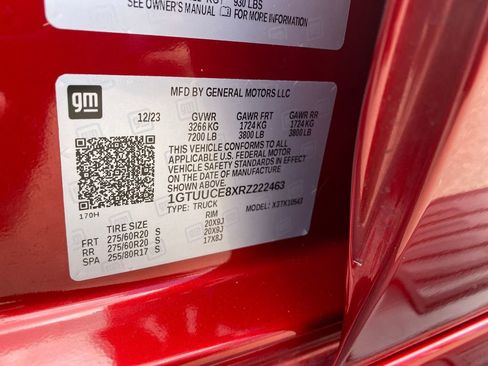 KG 930 LBS
SEE OWNER'S MANUAL FOR
gm
MFD BY GENERAL MOTORS LLC
12/23 GVWR GAWR FRT GAWR RR
3266 KG 1724 KG 1724 KG
7200 LB 3800 LB 3800 LB
THIS VEHICLE CONFORMS TO ALL
APPLICABLE U.S. FEDERAL MOTOR
VEHICLE SAFETY STANDARDS IN EFFECT
ON THE DATE OF MANUFACTURE
SHOWN ABOVE.
1GTUUCE8XRZ222463
170H
TYPE: TRUCK MODEL: X3TK10543
TIRE SIZE RIM
FRT 275/60R20 S 20X9J
RR 275/60R20 S 20X9J
SPA 255/80R17 S 17X8J